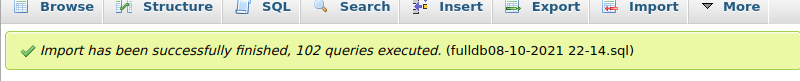 Browse Structure SQL Search Insert Export Import More
Import has been successfully finished, 102 queries executed. (fulldb08-10-2021 22-14.sql)